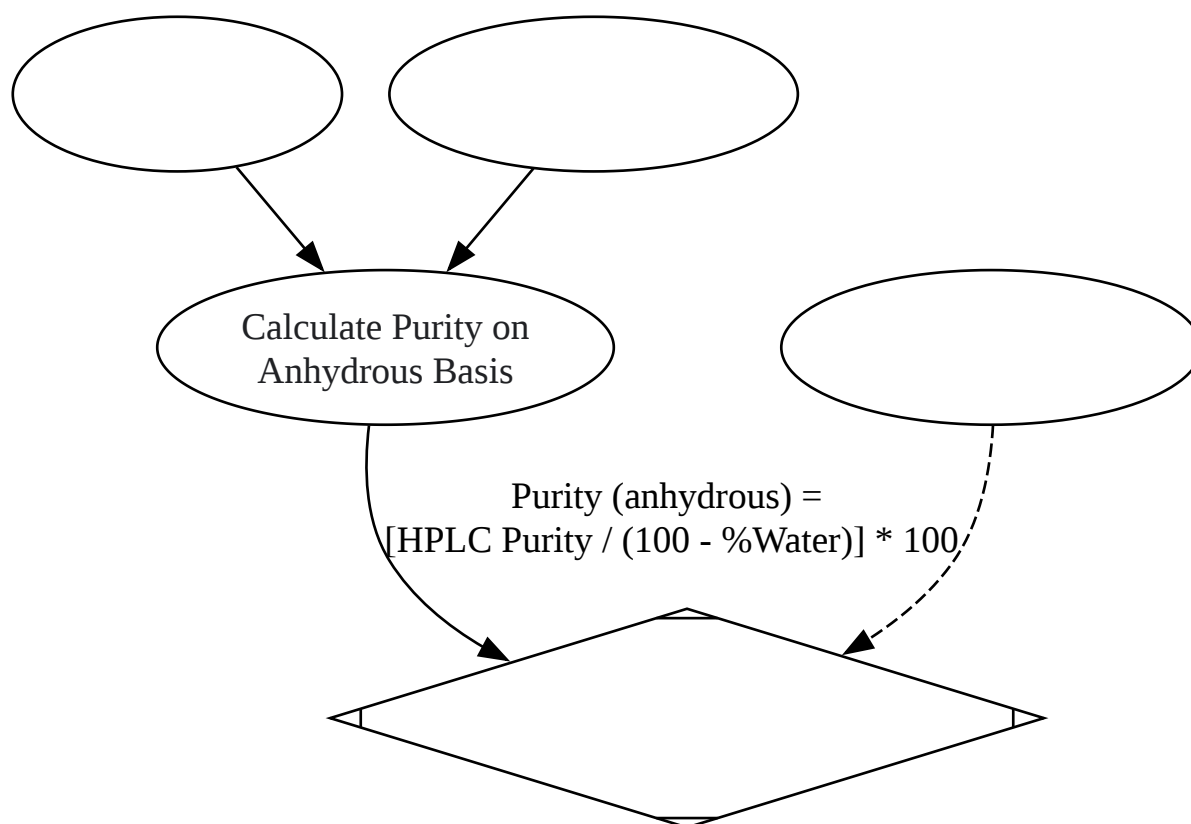 Calculate Purity on
Anhydrous Basis
Purity (anhydrous) =
[HPLC Purity / (100 - %Water)] * 100